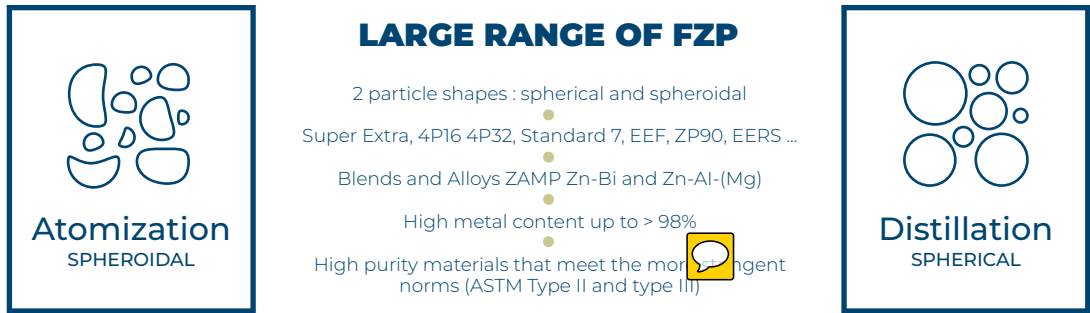 LARGE RANGE OF FZP
2 particle shapes : spherical and spheroidal
Super Extra, 4P16 4P32, Standard 7, EEF, ZP90, EERS ...
Blends and Alloys ZAMP Zn-Bi and Zn-Al-(Mg)
High metal content up to > 98%
High purity materials that meet the
norms (ASTM Type II and type III)
Atomization
SPHEROIDAL
Distillation
SPHERICAL